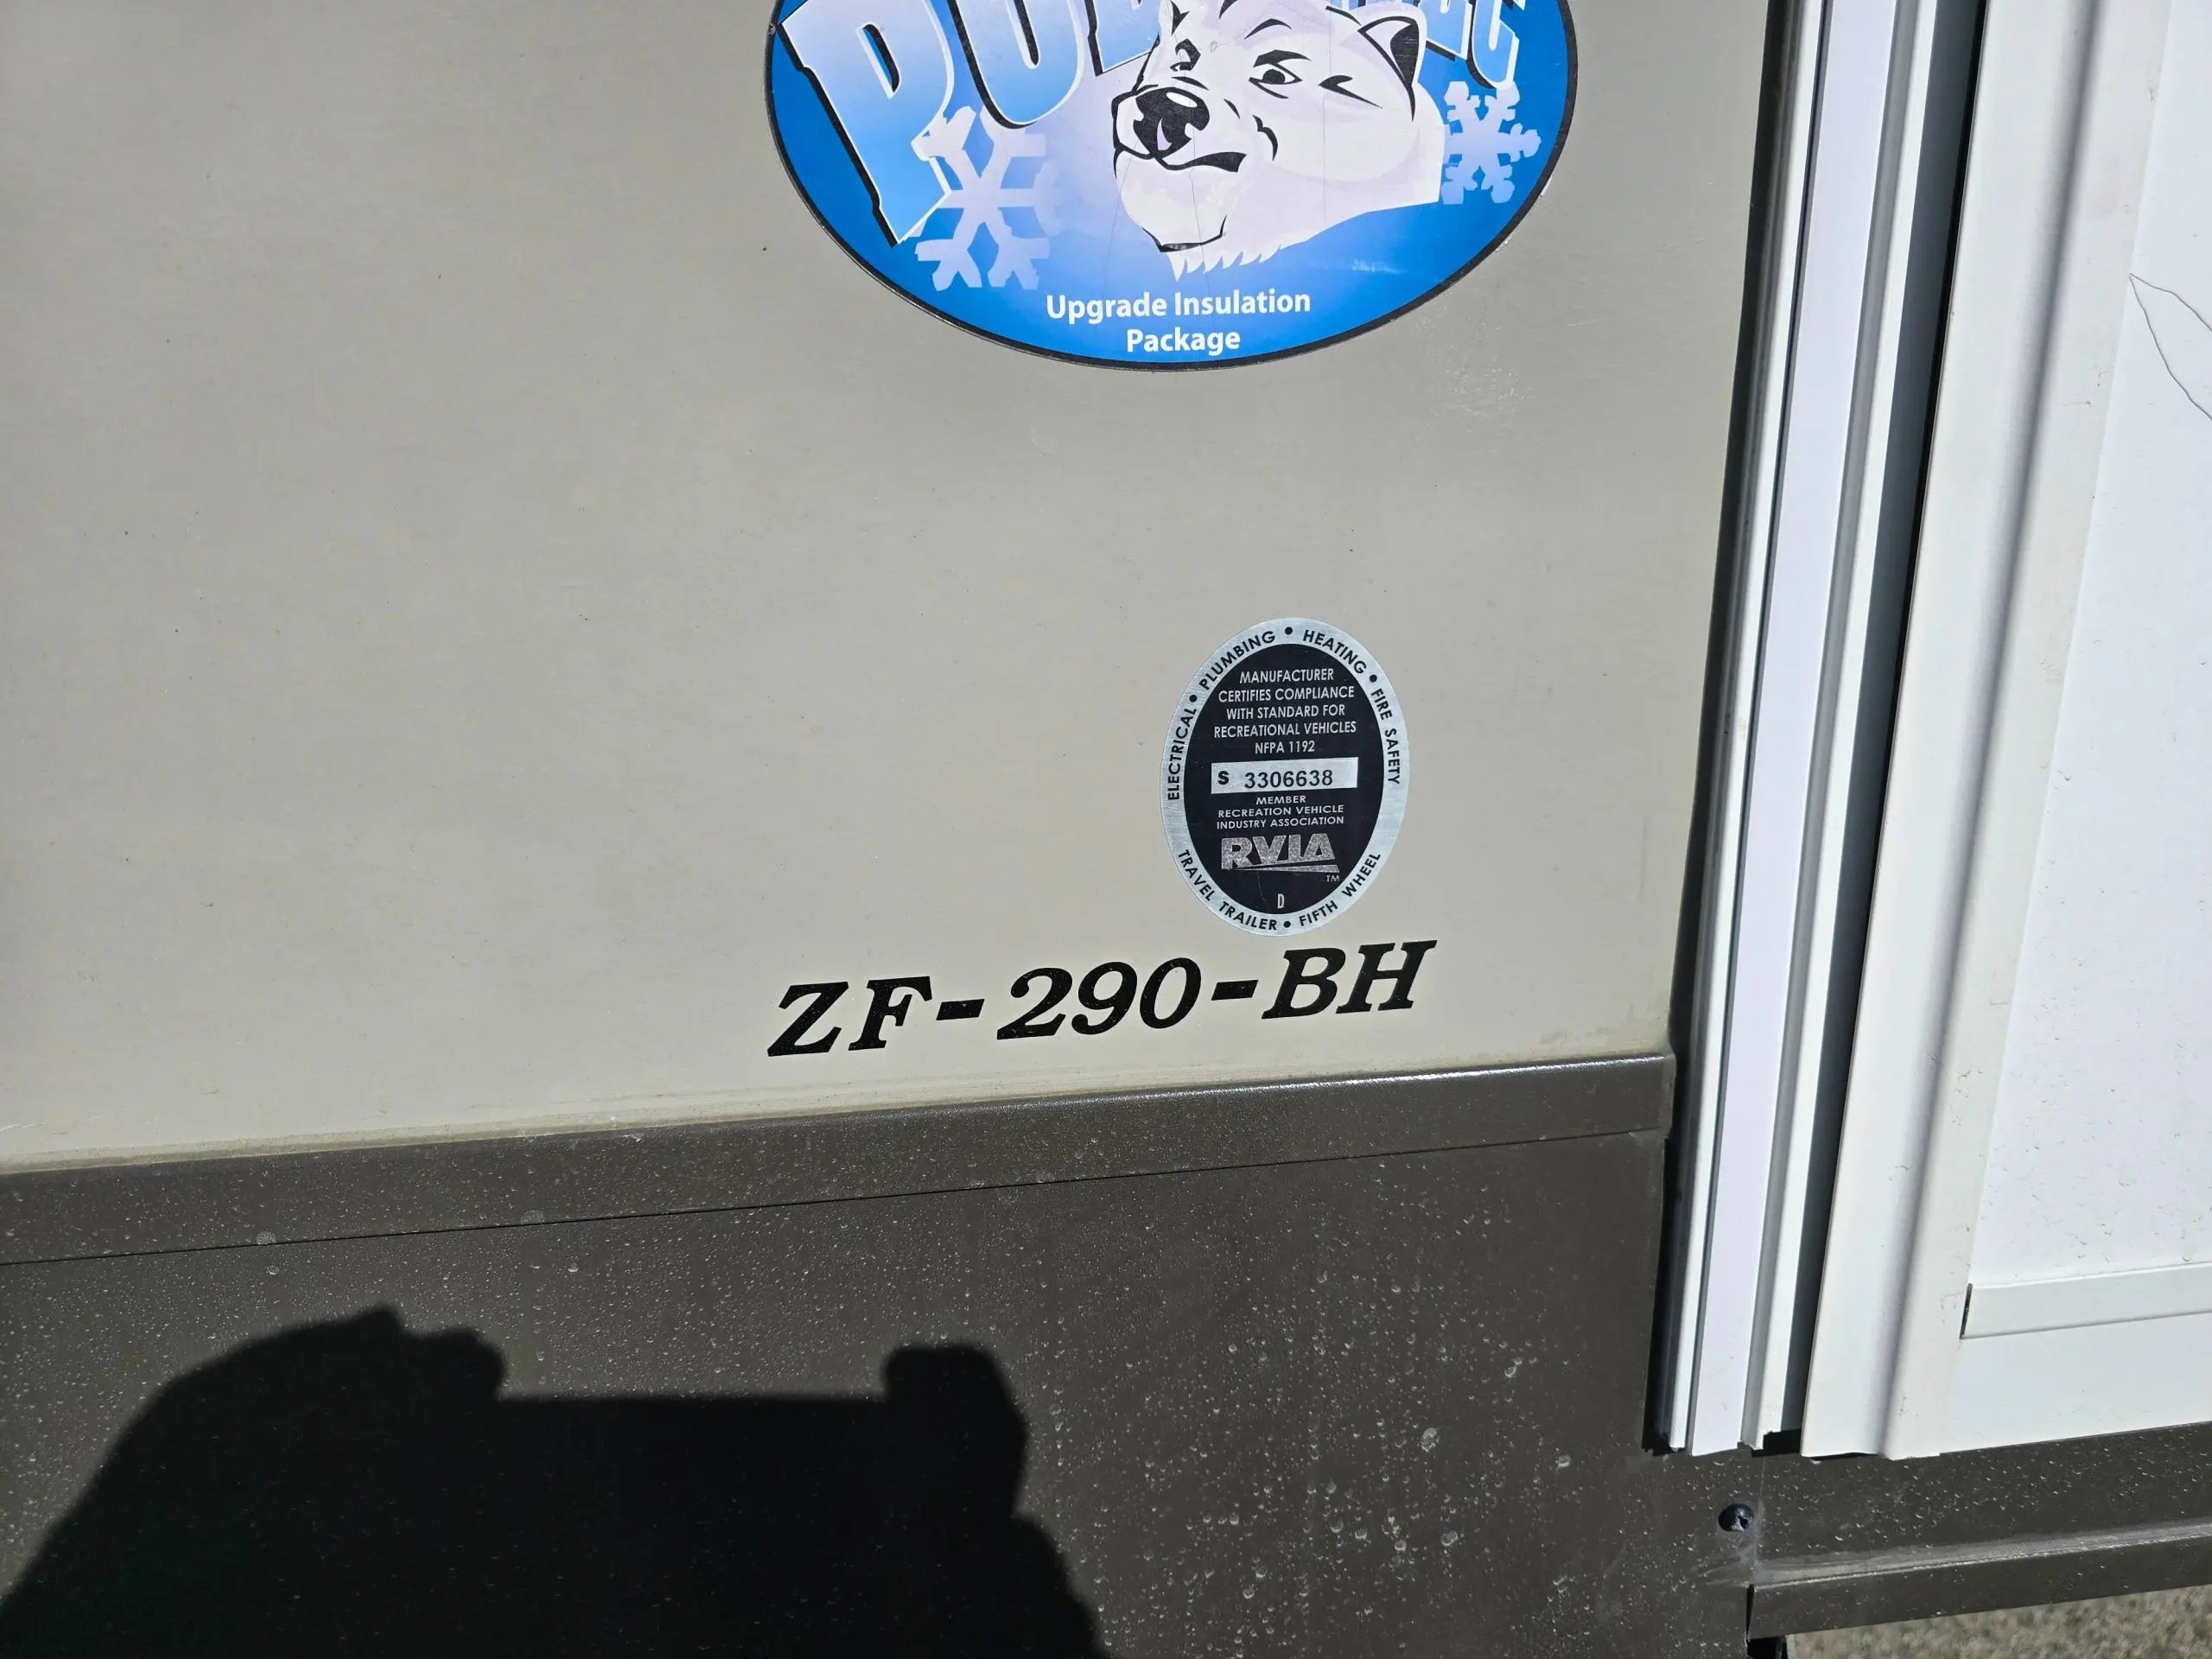 Upgrade Insulation
Package
ELECTRICAL • PLUMBING • HEATING • FIRE SAFETY
MANUFACTURER
CERTIFIES COMPLIANCE
WITH STANDARD FOR
RECREATIONAL VEHICLES
NFPA 1192
S 3306638
MEMBER
RECREATION VEHICLE
INDUSTRY ASSOCIATION
RVIA
TM
D
TRAVEL TRAILER • FIFTH WHEEL
ZF-290-BH